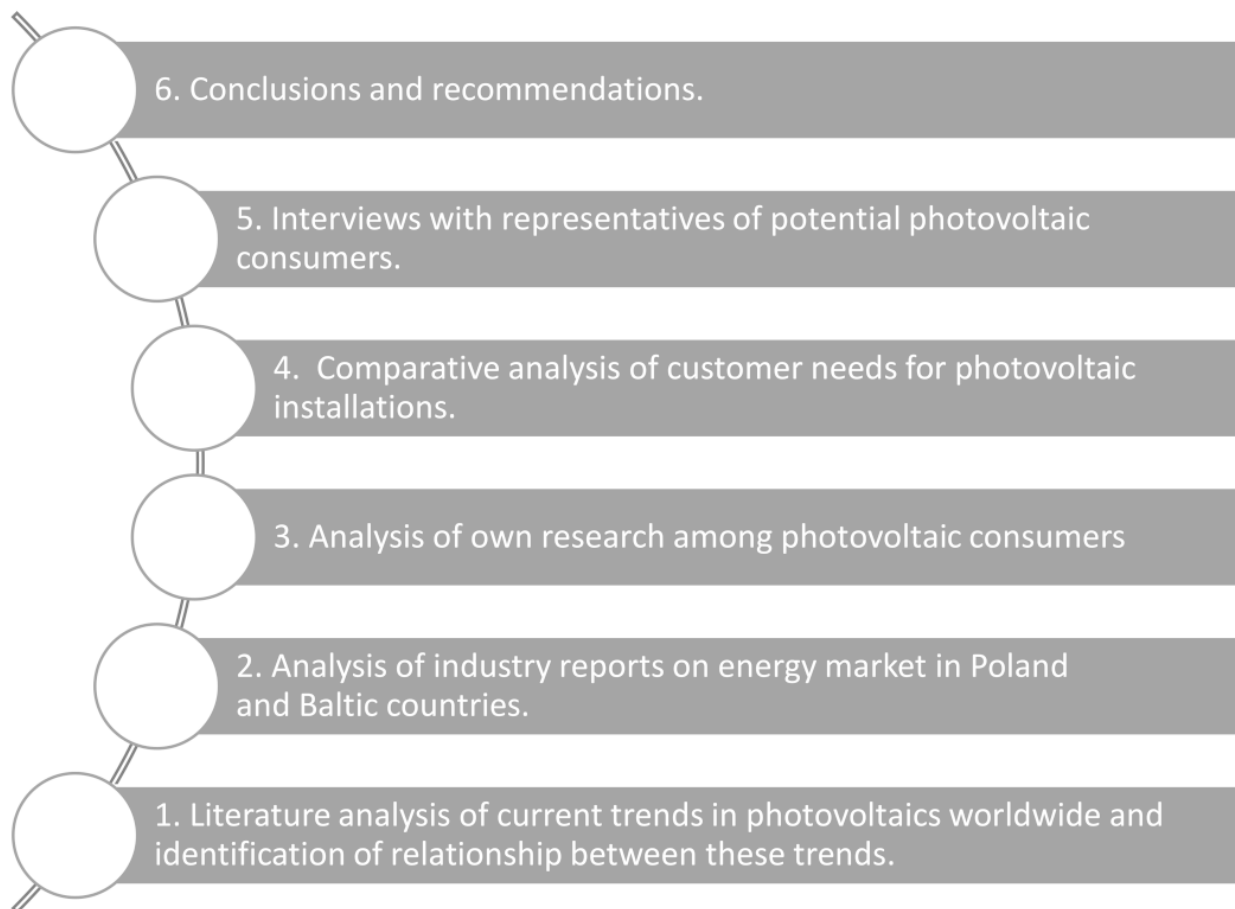 6. Conclusions and recommendations.
5. Interviews with representatives of potential photovoltaic
consumers.
4.  Comparative analysis of customer needs for photovoltaic
installations.
3. Analysis of own research among photovoltaic consumers
2. Analysis of industry reports on energy market in Poland
and Baltic countries.
1. Literature analysis of current trends in photovoltaics worldwide and
identification of relationship between these trends.